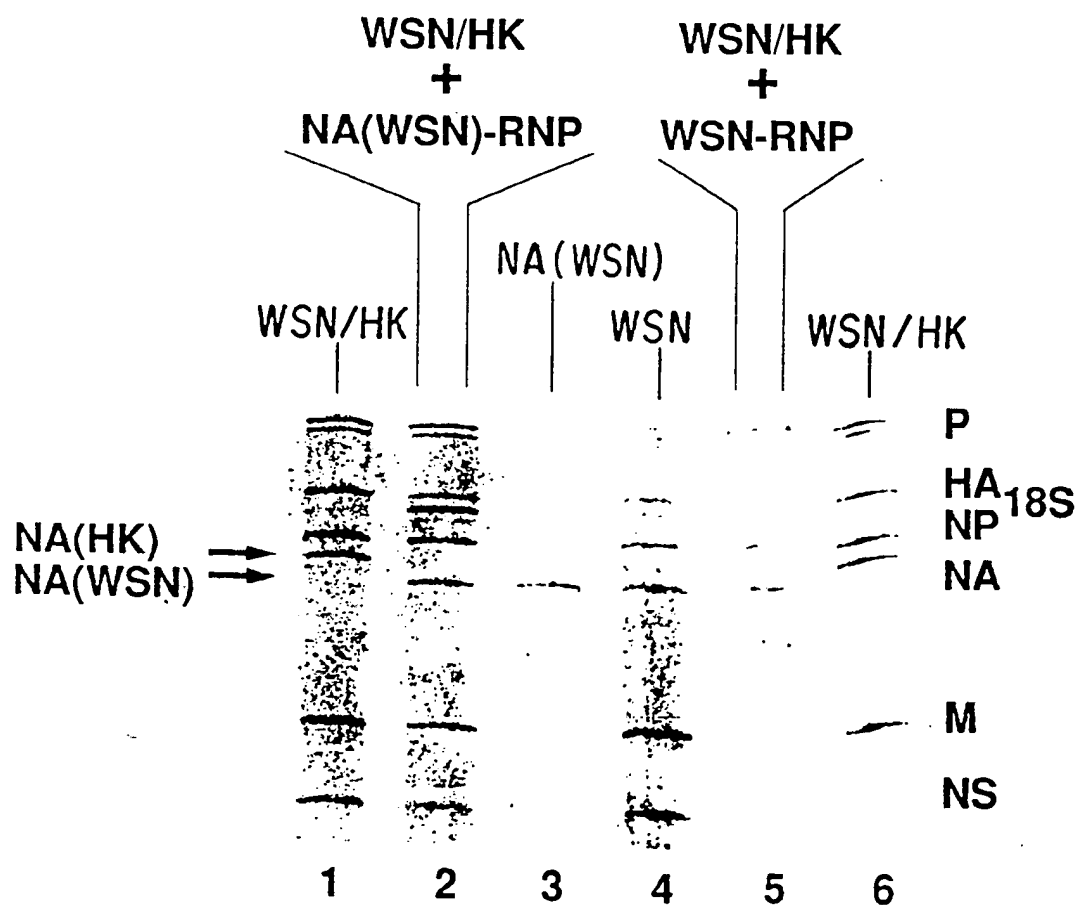 WSN/HK
+
NA(WSN)-RNP
WSN/HK
+
WSN-RNP
NA(WSN)
WSN/HK
WSN
WSN/HK
P
HA
18S
NP
NA(HK)
NA(WSN)
NA
M
NS
1 2 3 4 5 6